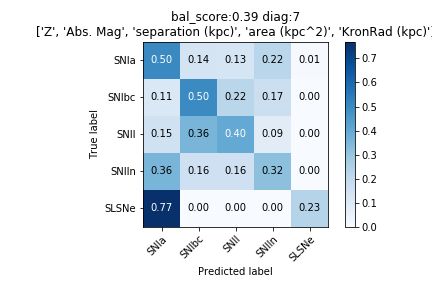 bal_score:0.39 diag:7
['Z', 'Abs. Mag', 'separation (kpc)', 'area (kpc^2)', 'KronRad (kpc)']
SNIa 0.50 0.14 0.13 0.22 0.01
SNIbc 0.11 0.50 0.22 0.17 0.00
SNII 0.15 0.36 0.40 0.09 0.00
SNIIn 0.36 0.16 0.16 0.32 0.00
SLSNe 0.77 0.00 0.00 0.00 0.23
True label
SNIa SNIbc SNII SNIIn SLSNe
Predicted label
0.7
0.6
0.5
0.4
0.3
0.2
0.1
0.0